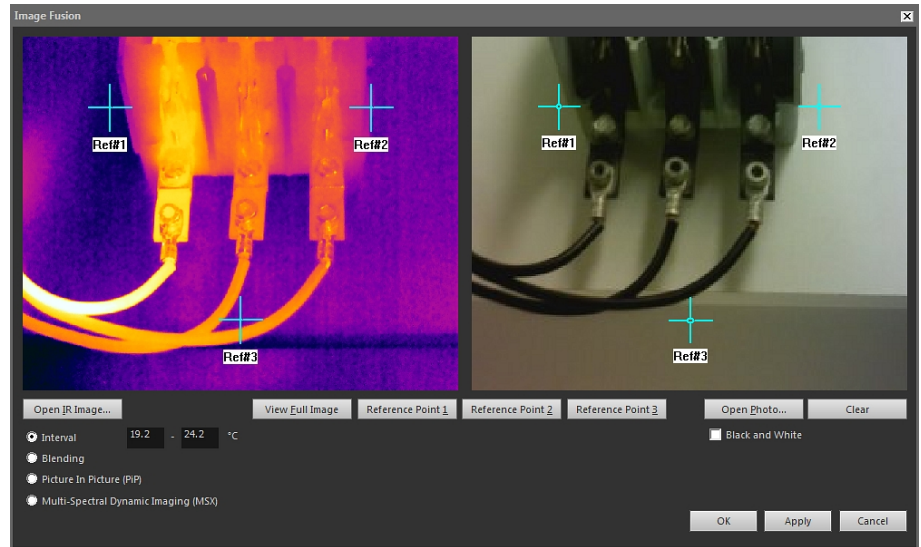 Image Fusion
Ref#1
Ref#2
Ref#3
Ref#1
Ref#2
Ref#3
Open IR Image...
View Full Image
Reference Point 1
Reference Point 2
Reference Point 3
Open Photo...
Clear
Interval 19.2 - 24.2 °C
Black and White
Blending
Picture In Picture (PiP)
Multi-Spectral Dynamic Imaging (MSX)
OK
Apply
Cancel